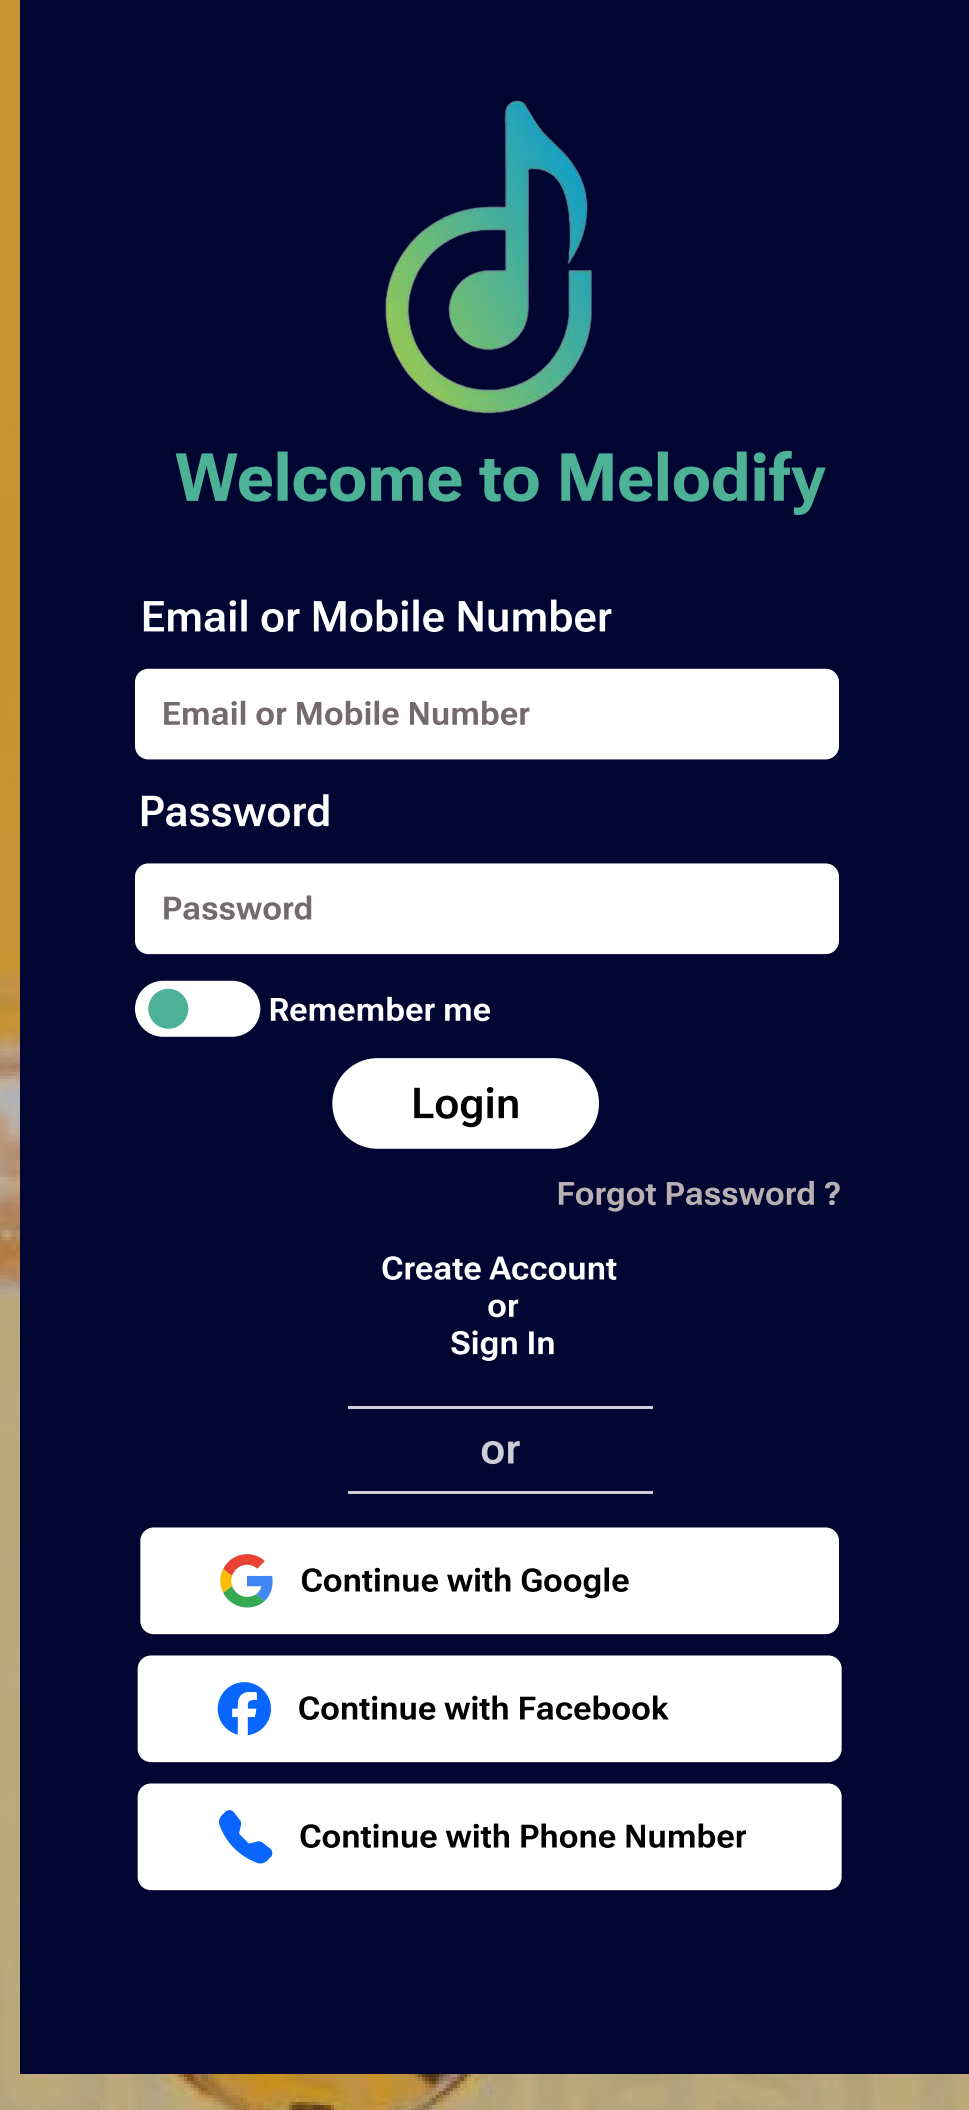 Welcome to Melodify
Email or Mobile Number
Email or Mobile Number
Password
Password
Remember me
Login
Forgot Password ?
Create Account
or
Sign In
or
Continue with Google
Continue with Facebook
Continue with Phone Number